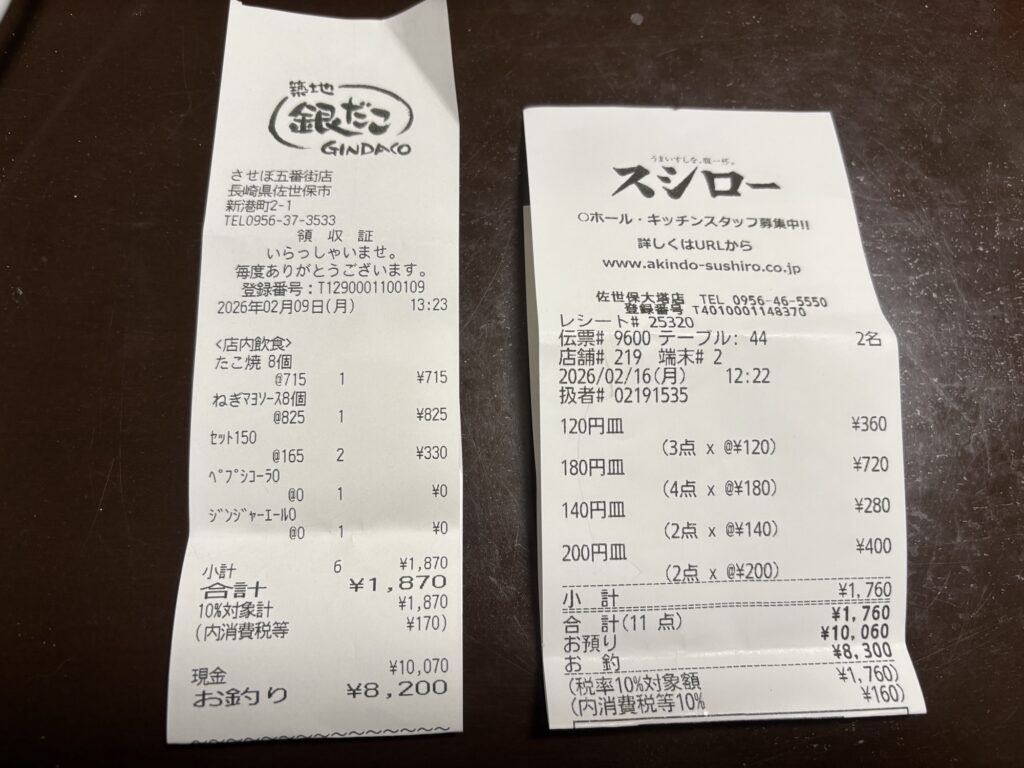 築地
銀だこ
GINDACO
させぼ五番街店
長崎県佐世保市
新港町2-1
TEL0956-37-3533
領 収 証
いらっしゃいませ。
毎度ありがとうございます。
登録番号:T1290001100109
2026年02月09日(月) 13:23
<店内飲食>
たこ焼 8個
@715 1 ¥715
ねぎマヨソース8個
@825 1 ¥825
セット150
@165 2 ¥330
ペプシコーラ0
@0 1 ¥0
ジンジャーエール0
@0 1 ¥0
小計 6 ¥1,870
合計 ¥1,870
10%対象計 ¥1,870
(内消費税等 ¥170)
現金 ¥10,070
お釣り ¥8,200
うまいすしを、腹一杯。
スシロー
○ホール・キッチンスタッフ募集中!!
詳しくはURLから
www.akindo-sushiro.co.jp
佐世保大塔店 TEL 0956-46-5550
登録番号 T4010001148370
レシート# 25320
伝票# 9600 テーブル: 44 2名
店舗# 219 端末# 2
2026/02/16(月) 12:22
扱者# 02191535
120円皿 ¥360
(3点 x @¥120)
180円皿 ¥720
(4点 x @¥180)
140円皿 ¥280
(2点 x @¥140)
200円皿 ¥400
(2点 x @¥200)
小 計 ¥1,760
合 計(11 点) ¥1,760
お預り ¥10,060
お 釣 ¥8,300
(税率10%対象額 ¥1,760)
(内消費税等10% ¥160)